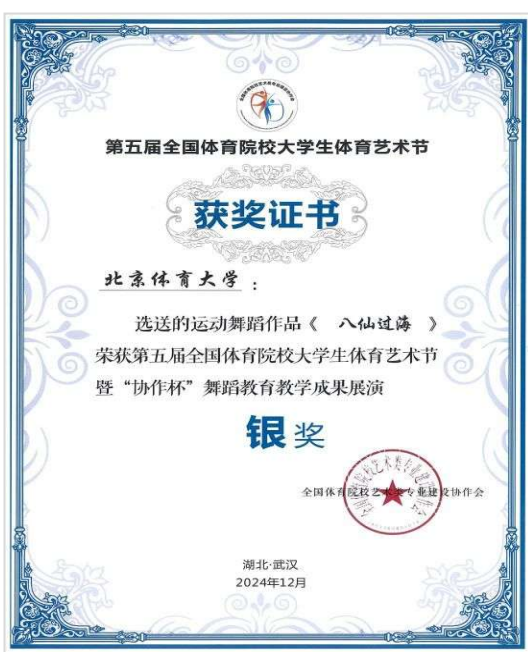 第五届全国体育院校大学生体育艺术节
获奖证书
北京体育大学：
选送的运动舞蹈作品《 八仙过海 》
荣获第五届全国体育院校大学生体育艺术节
暨“协作杯”舞蹈教育教学成果展演
银奖
全国体育院校艺术类专业建设协作会
湖北·武汉
2024年12月